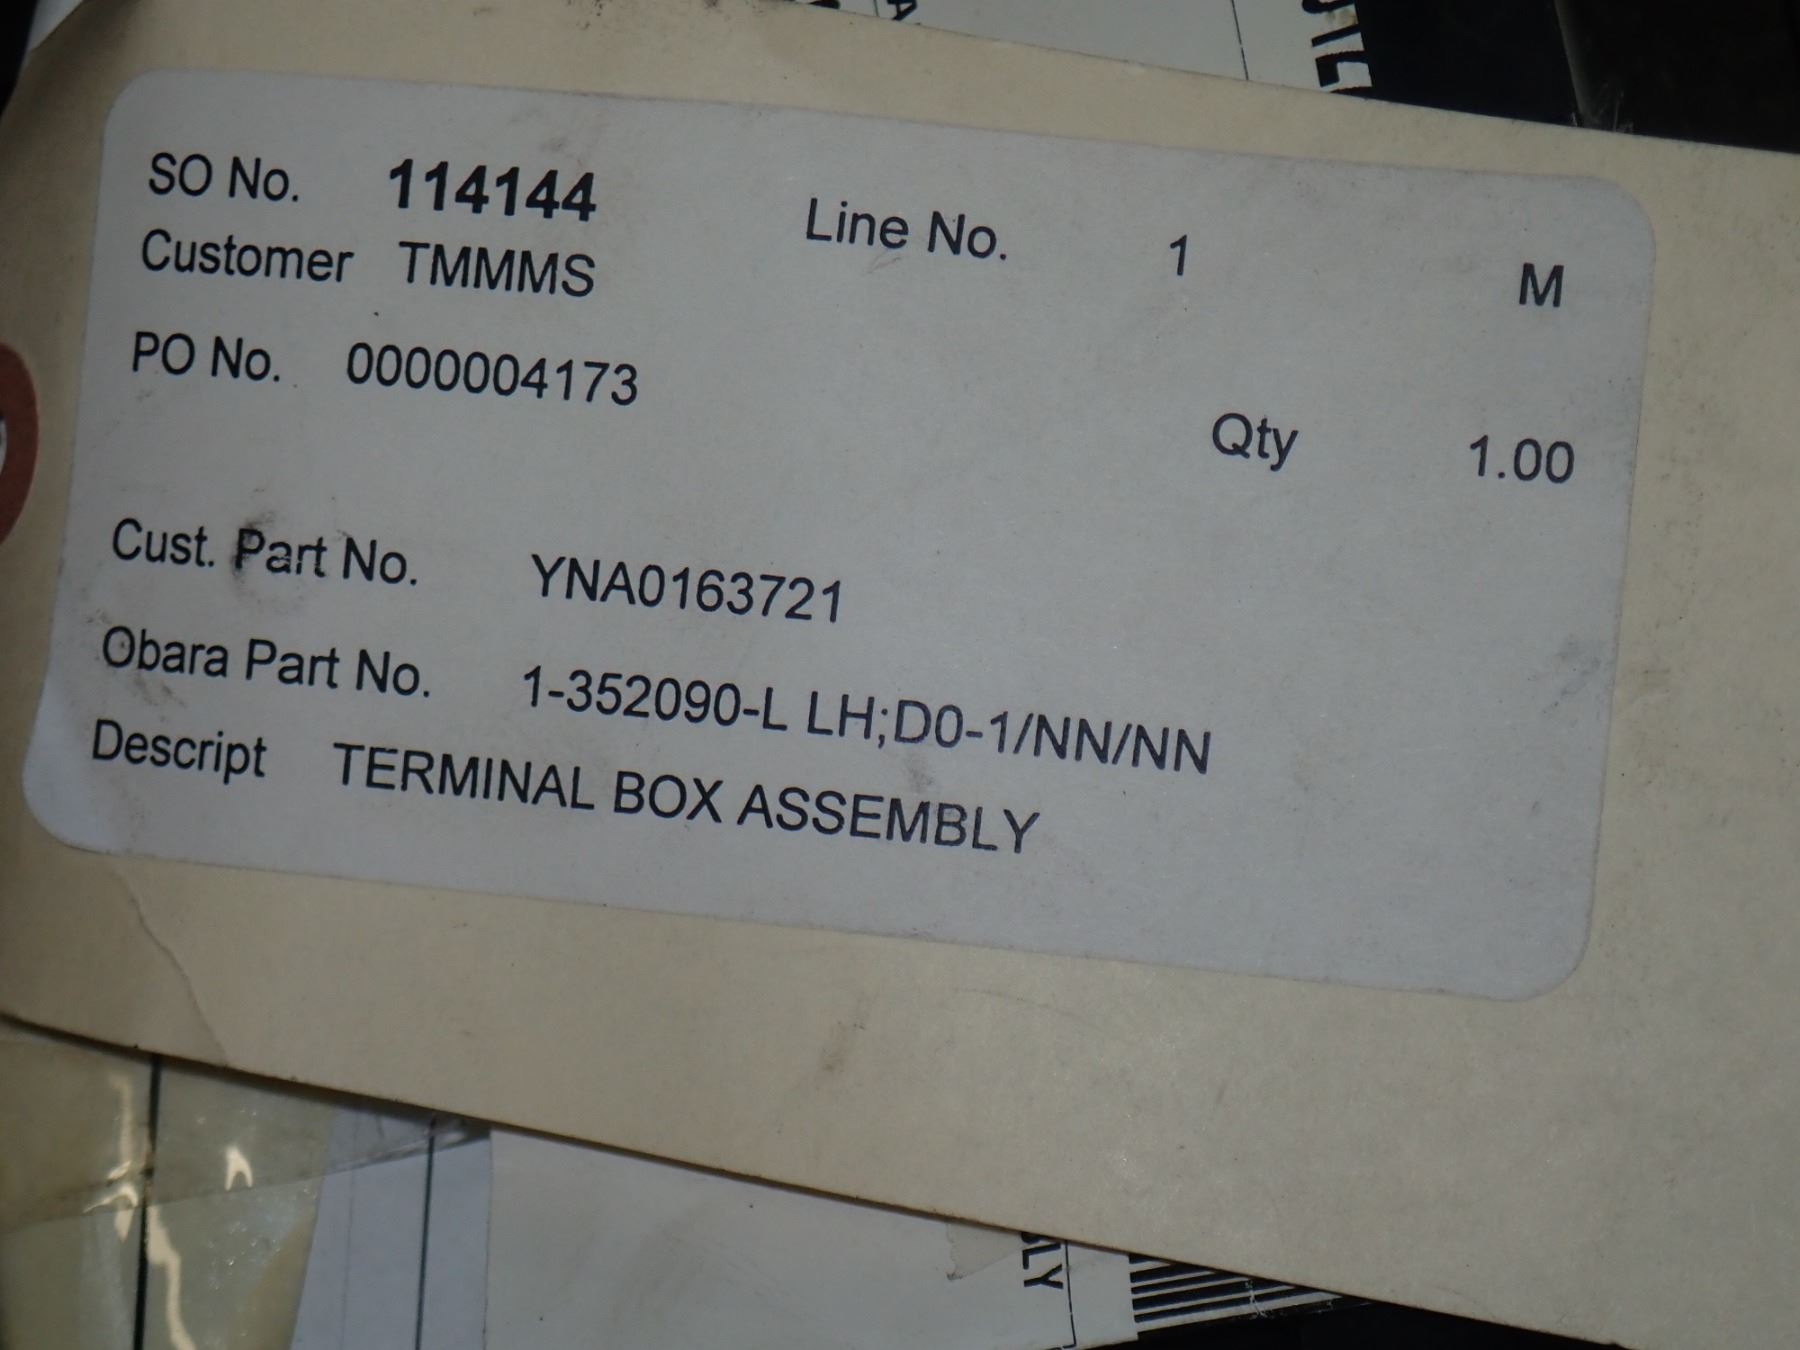 SO No. 114144 Line No. 1 M
Customer TMMMS
PO No. 0000004173 Qty 1.00
Cust. Part No. YNA0163721
Obara Part No. 1-352090-L LH;D0-1/NN/NN
Descript TERMINAL BOX ASSEMBLY